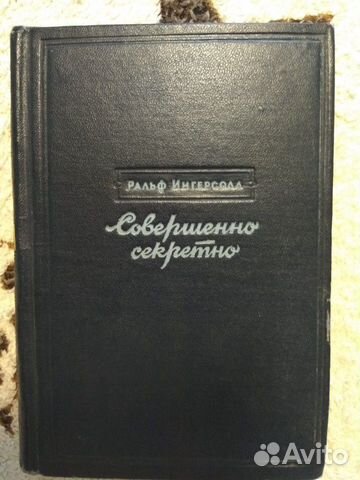 Ральф Ингерсолл
Совершенно
секретно
Avito